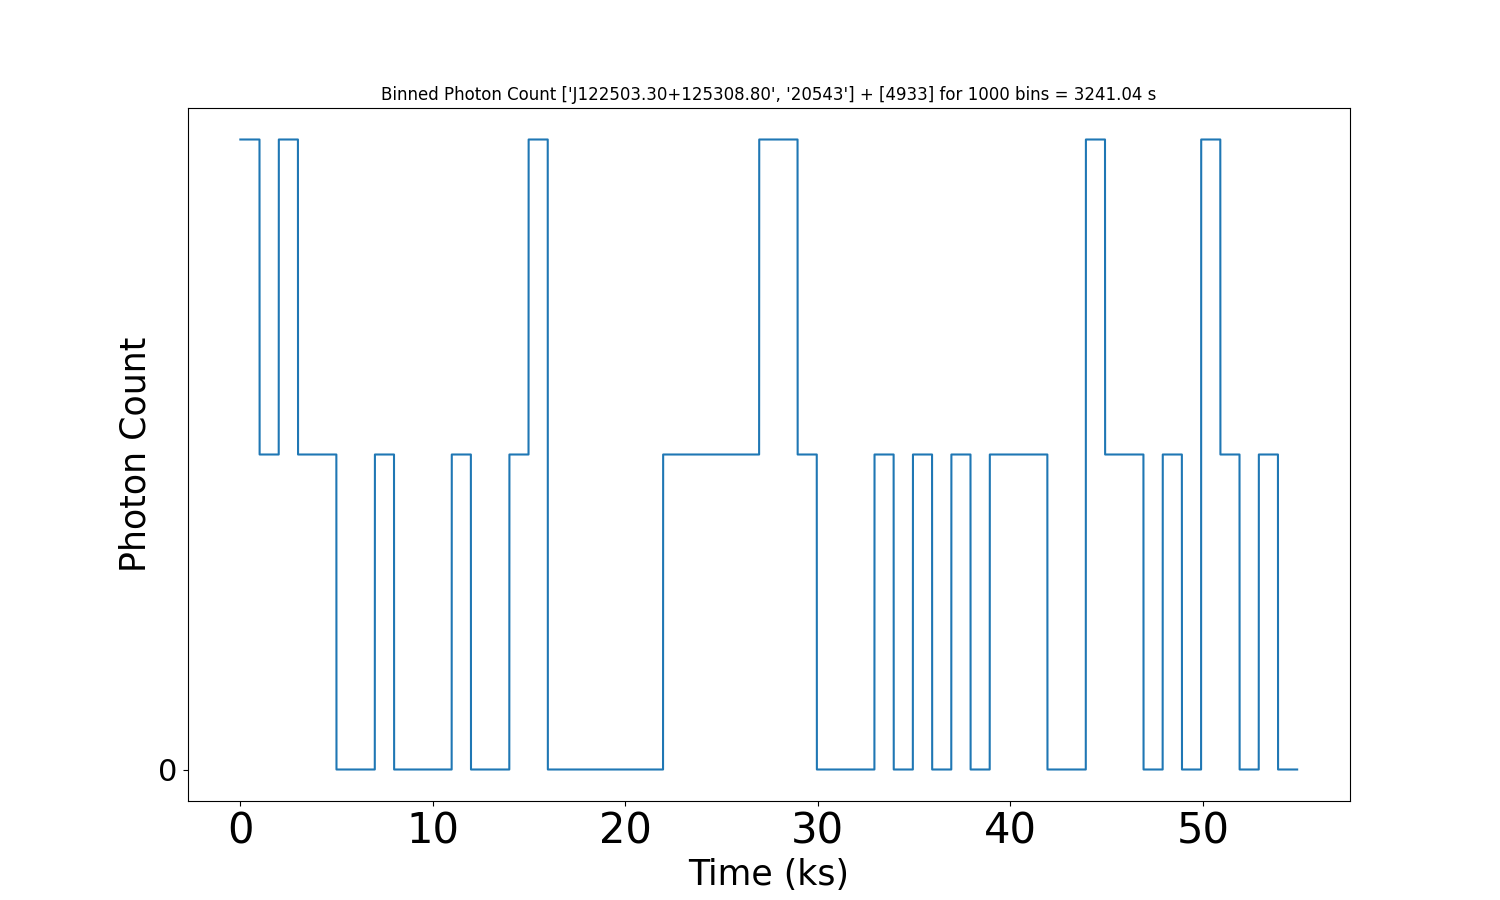 Binned Photon Count ['J122503.30+125308.80', '20543'] + [4933] for 1000 bins = 3241.04 s
Photon Count
0
0 10 20 30 40 50
Time (ks)